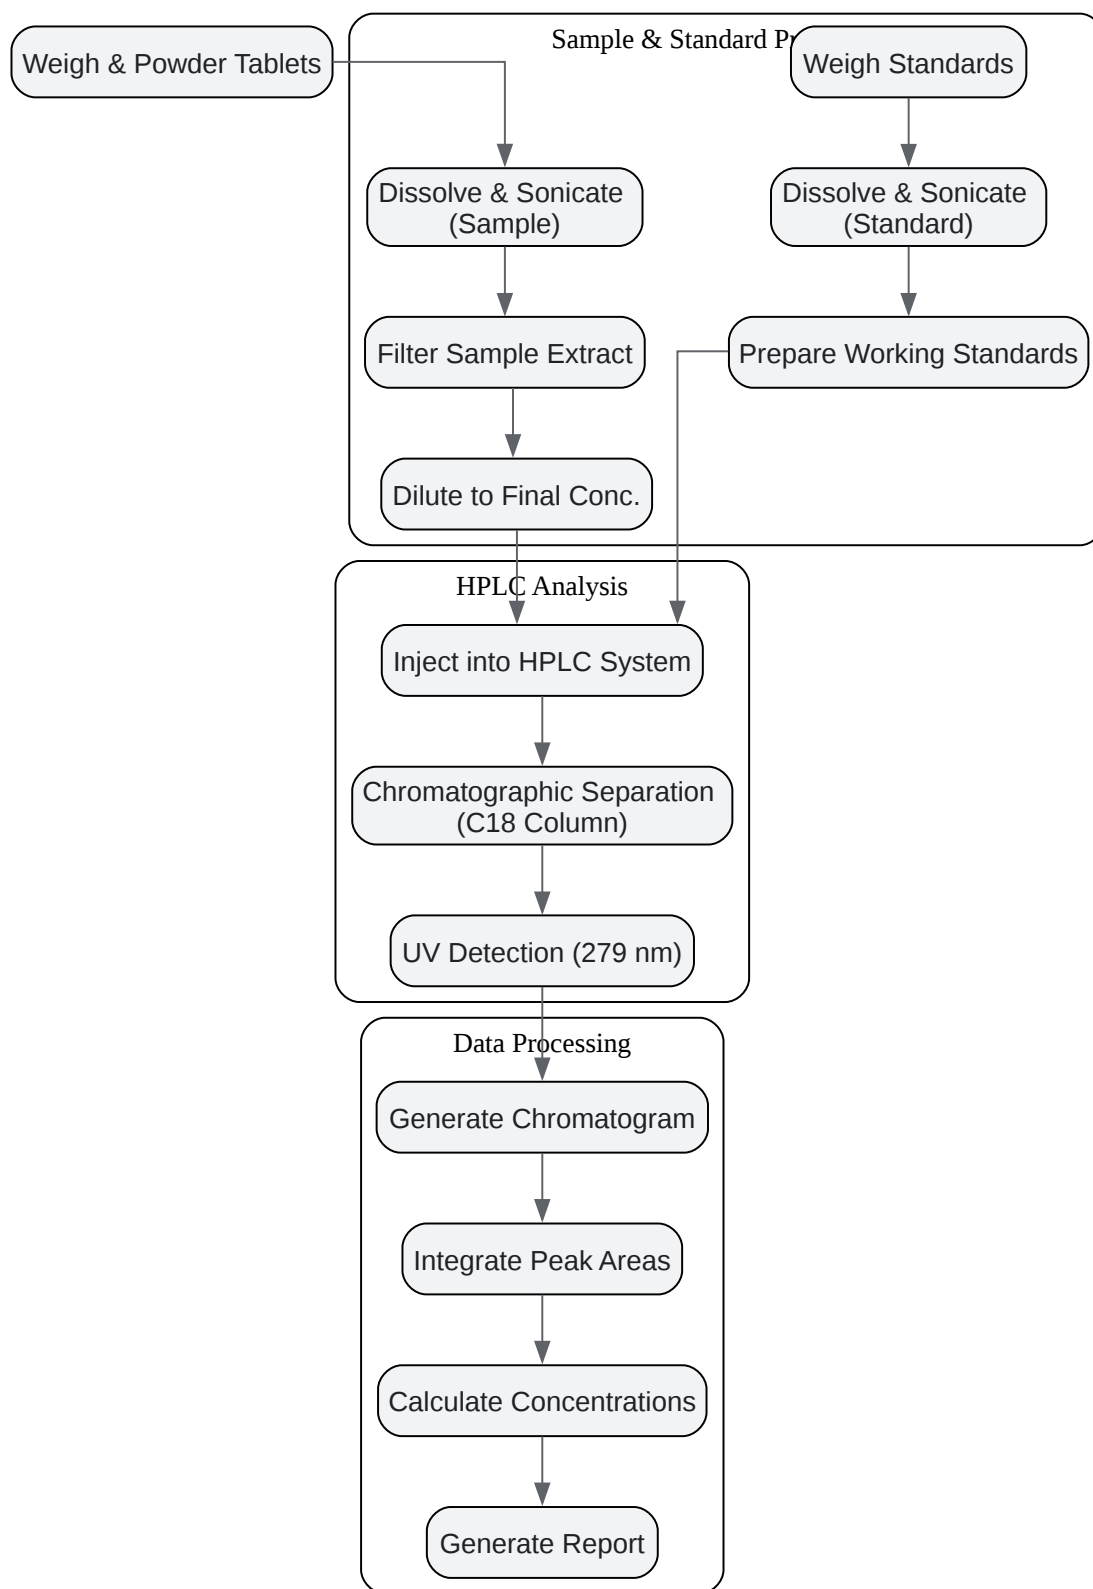 Sample & Standard P
Weigh & Powder Tablets
Weigh Standards
Dissolve & Sonicate
(Sample)
Dissolve & Sonicate
(Standard)
Filter Sample Extract
Prepare Working Standards
Dilute to Final Conc.
HPLC Analysis
Inject into HPLC System
Chromatographic Separation
(C18 Column)
UV Detection (279 nm)
Data Processing
Generate Chromatogram
Integrate Peak Areas
Calculate Concentrations
Generate Report